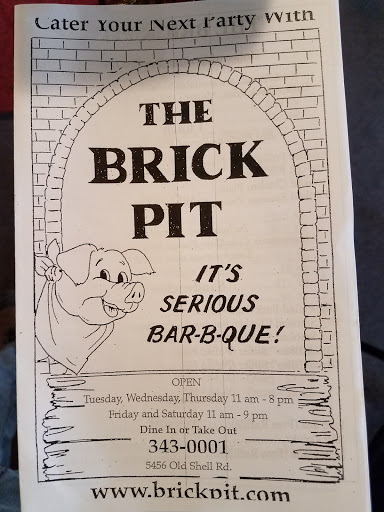 Cater Your Next Party With
THE
BRICK
PIT
IT'S
SERIOUS
BAR-B-QUE!
OPEN
Tuesday, Wednesday, Thursday 11 am - 8 pm
Friday and Saturday 11 am - 9 pm
Dine In or Take Out
343-0001
5456 Old Shell Rd.
www.brickpit.com